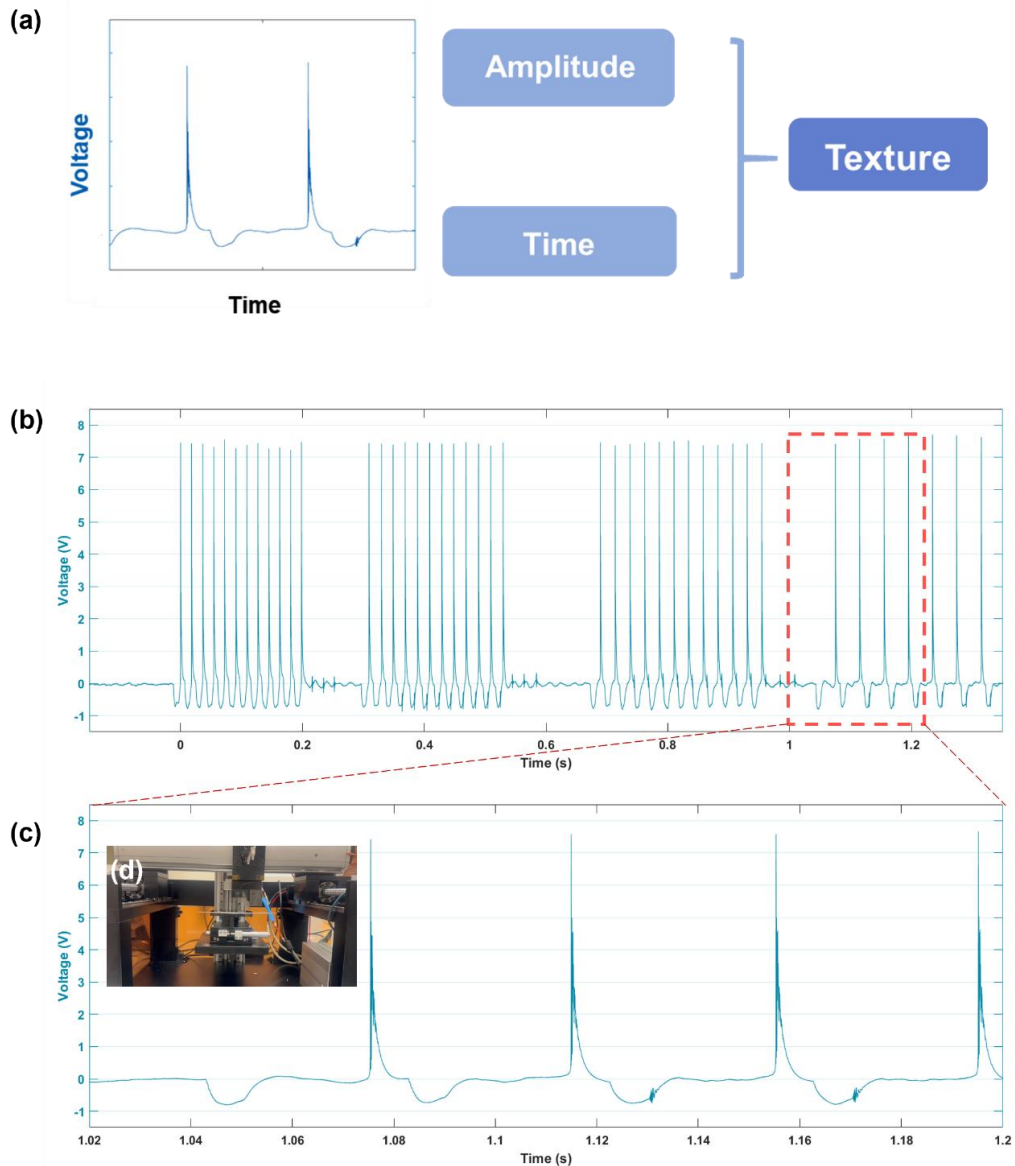 (a)
Voltage
Time
Amplitude
Time
Texture
(b)
8
7
6
5
4
3
2
1
0
-1
Voltage (V)
0 0.2 0.4 0.6 0.8 1 1.2
Time (s)
(c)
(d)
8
7
6
5
4
3
2
1
0
-1
Voltage (V)
1.02 1.04 1.06 1.08 1.1 1.12 1.14 1.16 1.18 1.2
Time (s)